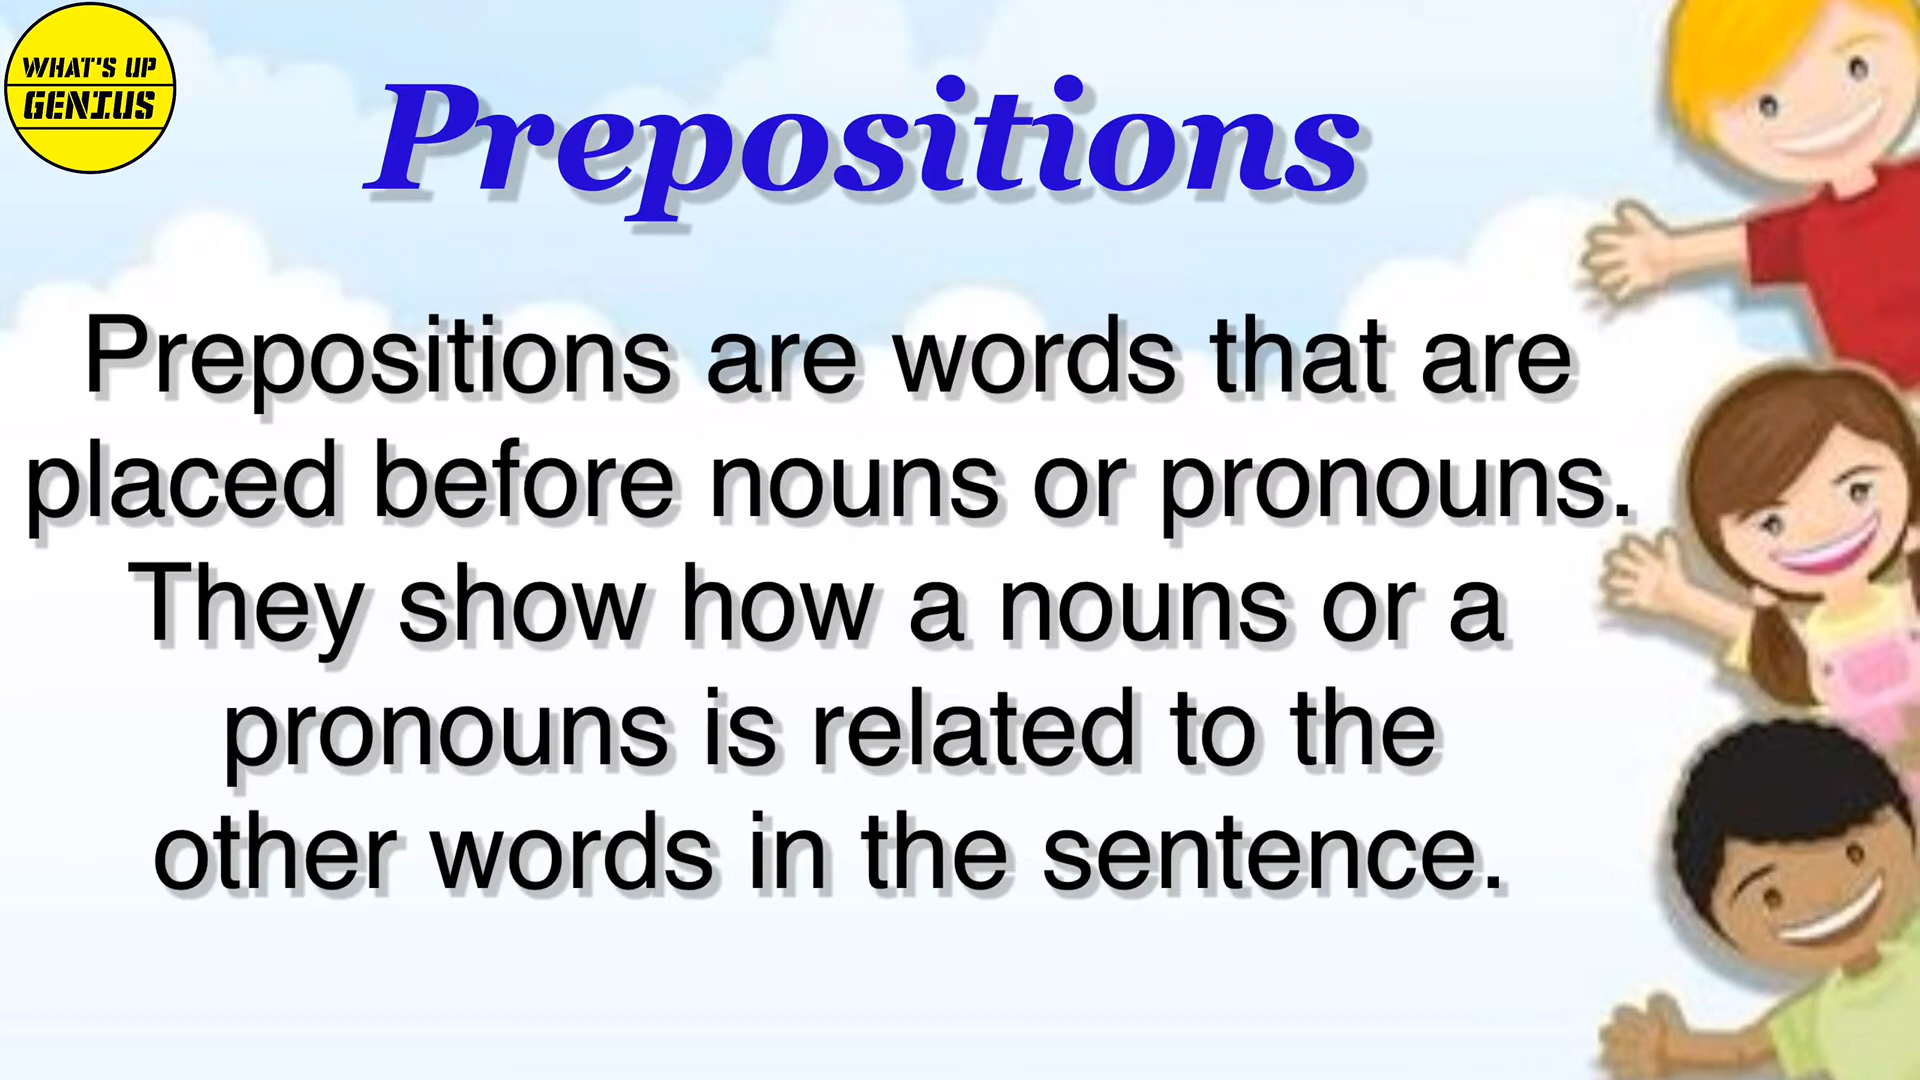 WHAT'S UP
GENIUS
Prepositions
Prepositions are words that are
placed before nouns or pronouns.
They show how a nouns or a
pronouns is related to the
other words in the sentence.